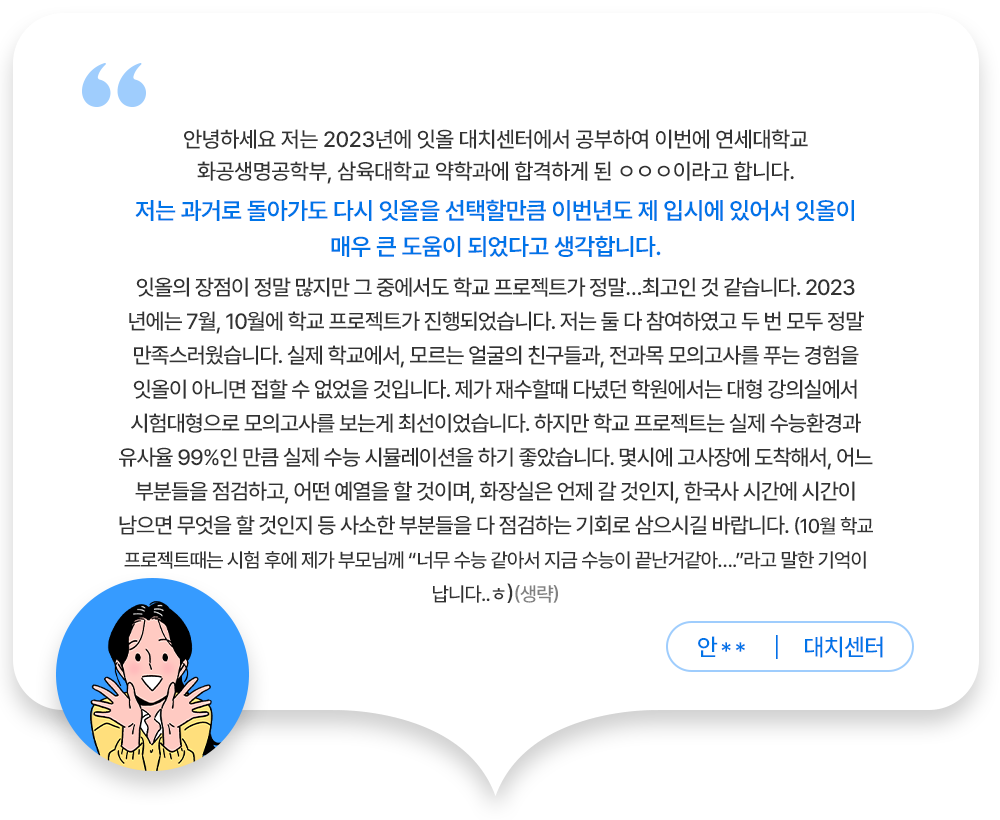 안녕하세요 저는 2023년에 잇올 대치센터에서 공부하여 이번에 연세대학교
화공생명공학부, 삼육대학교 약학과에 합격하게 된 ㅇㅇㅇ이라고 합니다.
저는 과거로 돌아가도 다시 잇올을 선택할만큼 이번년도 제 입시에 있어서 잇올이
매우 큰 도움이 되었다고 생각합니다.
잇올의 장점이 정말 많지만 그 중에서도 학교 프로젝트가 정말...최고인 것 같습니다. 2023
년에는 7월, 10월에 학교 프로젝트가 진행되었습니다. 저는 둘 다 참여하였고 두 번 모두 정말
만족스러웠습니다. 실제 학교에서, 모르는 얼굴의 친구들과, 전과목 모의고사를 푸는 경험을
잇올이 아니면 접할 수 없었을 것입니다. 제가 재수할때 다녔던 학원에서는 대형 강의실에서
시험대형으로 모의고사를 보는게 최선이었습니다. 하지만 학교 프로젝트는 실제 수능환경과
유사율 99%인 만큼 실제 수능 시뮬레이션을 하기 좋았습니다. 몇시에 고사장에 도착해서, 어느
부분들을 점검하고, 어떤 예열을 할 것이며, 화장실은 언제 갈 것인지, 한국사 시간에 시간이
남으면 무엇을 할 것인지 등 사소한 부분들을 다 점검하는 기회로 삼으시길 바랍니다. (10월 학교
프로젝트때는 시험 후에 제가 부모님께 “너무 수능 같아서 지금 수능이 끝난거같아....”라고 말한 기억이
납니다..ㅎ)(생략)
안** | 대치센터